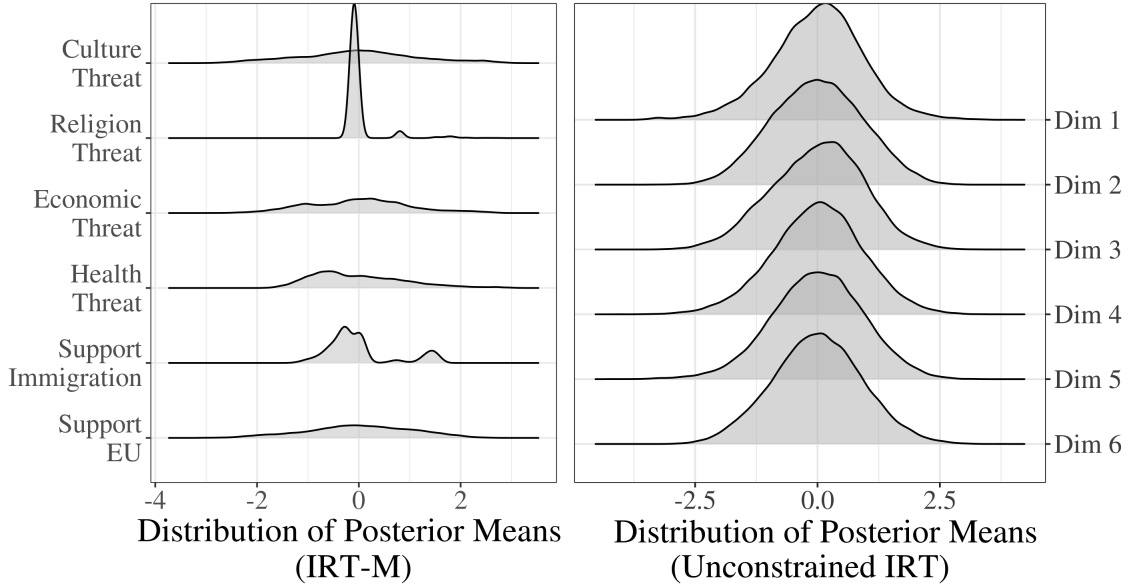 Culture
Threat
Religion
Threat
Economic
Threat
Health
Threat
Support
Immigration
Support
EU
-4
-2
0
2
Distribution of Posterior Means
(IRT-M)
Dim 1
Dim 2
Dim 3
Dim 4
Dim 5
Dim 6
-2.5
0.0
2.5
Distribution of Posterior Means
(Unconstrained IRT)